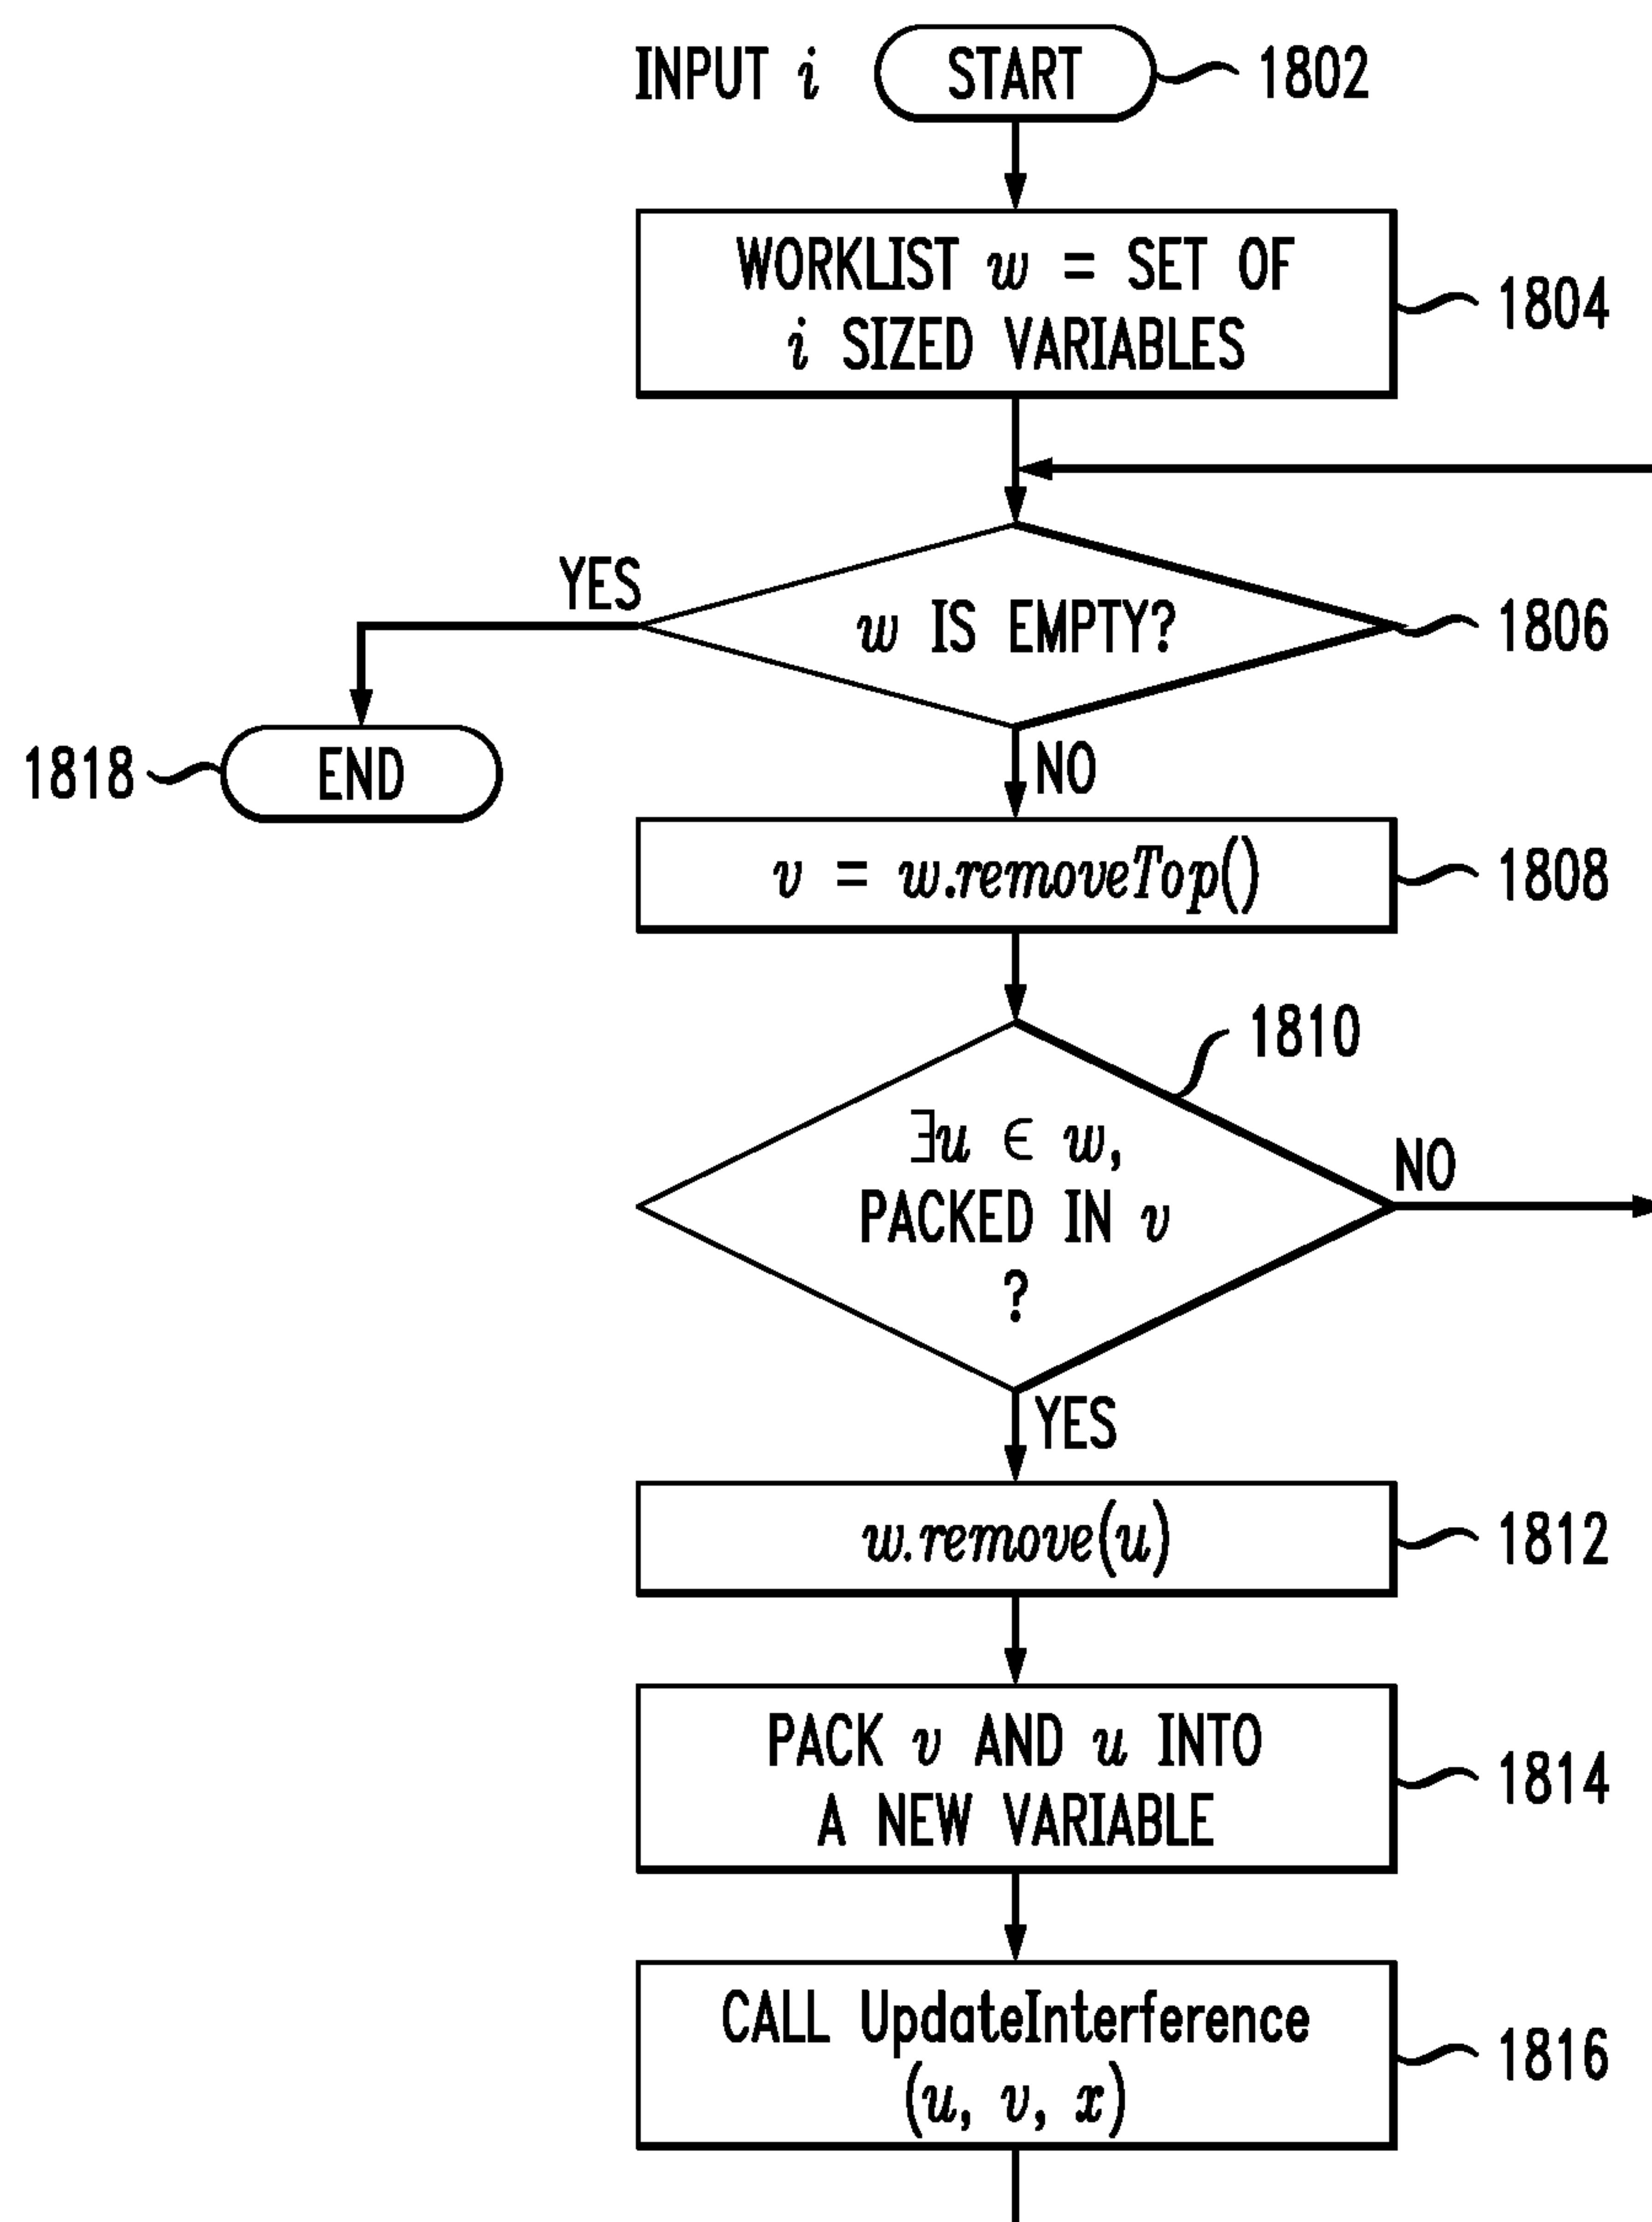 INPUT i START 1802
WORKLIST w = SET OF
i SIZED VARIABLES
1804
YES
w IS EMPTY?
1806
1818
END
NO
v = w.removeTop()
1808
1810
∃u ∈ w,
PACKED IN v
?
NO
YES
w.remove(u)
1812
PACK v AND u INTO
A NEW VARIABLE
1814
CALL UpdateInterference
(u, v, x)
1816